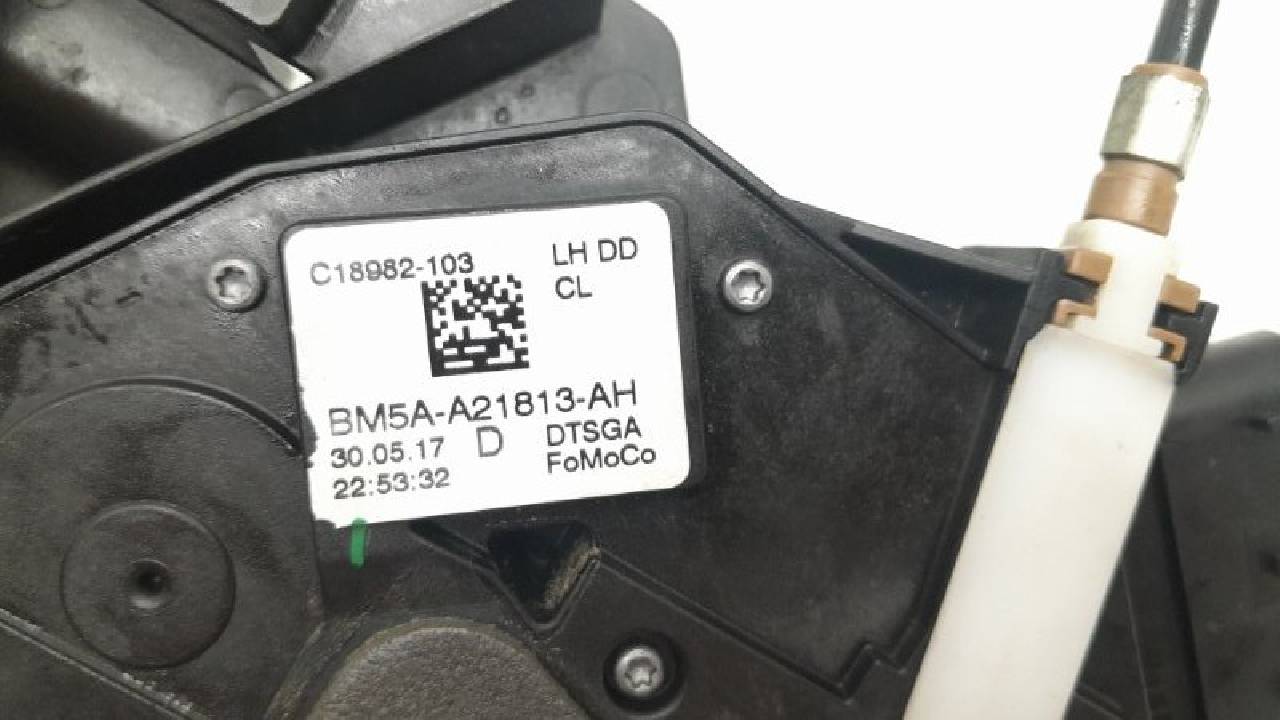 C18982-103
LH DD
CL
BM5A-A21813-AH
30.05.17 D DTSGA
22:53:32 FoMoCo